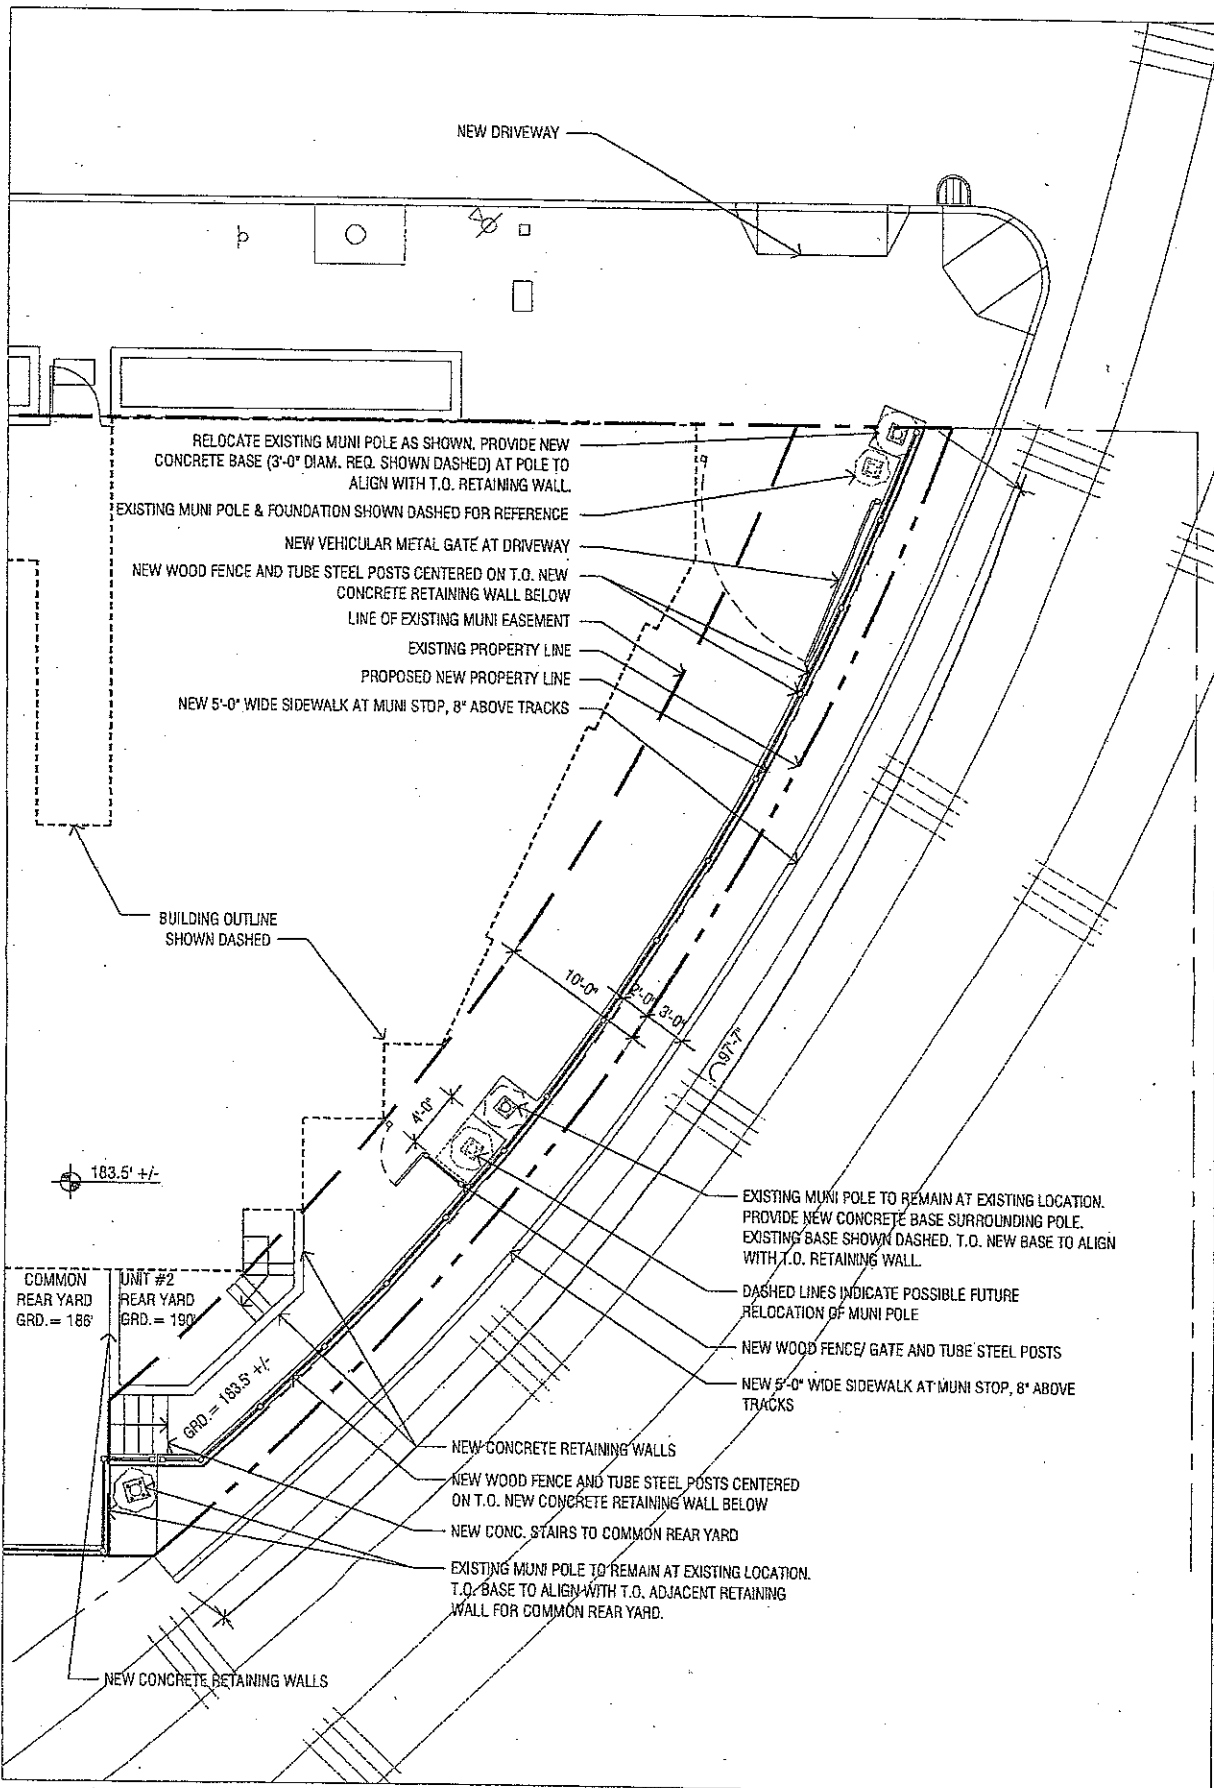 NEW DRIVEWAY
RELOCATE EXISTING MUNI POLE AS SHOWN. PROVIDE NEW
CONCRETE BASE (3'-0" DIAM. REQ. SHOWN DASHED) AT POLE TO
ALIGN WITH T.O. RETAINING WALL.
EXISTING MUNI POLE & FOUNDATION SHOWN DASHED FOR REFERENCE
NEW VEHICULAR METAL GATE AT DRIVEWAY
NEW WOOD FENCE AND TUBE STEEL POSTS CENTERED ON T.O. NEW
CONCRETE RETAINING WALL BELOW
LINE OF EXISTING MUNI EASEMENT
EXISTING PROPERTY LINE
PROPOSED NEW PROPERTY LINE
NEW 5'-0" WIDE SIDEWALK AT MUNI STOP, 8" ABOVE TRACKS
BUILDING OUTLINE
SHOWN DASHED
10'-0"
2'-0"
3'-0"
97'-7"
4'-0"
183.5' +/-
EXISTING MUNI POLE TO REMAIN AT EXISTING LOCATION.
PROVIDE NEW CONCRETE BASE SURROUNDING POLE.
EXISTING BASE SHOWN DASHED. T.O. NEW BASE TO ALIGN
WITH T.O. RETAINING WALL.
COMMON
REAR YARD
GRD. = 186'
UNIT #2
REAR YARD
GRD. = 190'
DASHED LINES INDICATE POSSIBLE FUTURE
RELOCATION OF MUNI POLE
NEW WOOD FENCE/ GATE AND TUBE STEEL POSTS
NEW 5'-0" WIDE SIDEWALK AT MUNI STOP, 8" ABOVE
TRACKS
GRD. = 183.5' +/-
NEW CONCRETE RETAINING WALLS
NEW WOOD FENCE AND TUBE STEEL POSTS CENTERED
ON T.O. NEW CONCRETE RETAINING WALL BELOW
NEW CONC. STAIRS TO COMMON REAR YARD
EXISTING MUNI POLE TO REMAIN AT EXISTING LOCATION.
T.O. BASE TO ALIGN WITH T.O. ADJACENT RETAINING
WALL FOR COMMON REAR YARD.
NEW CONCRETE RETAINING WALLS